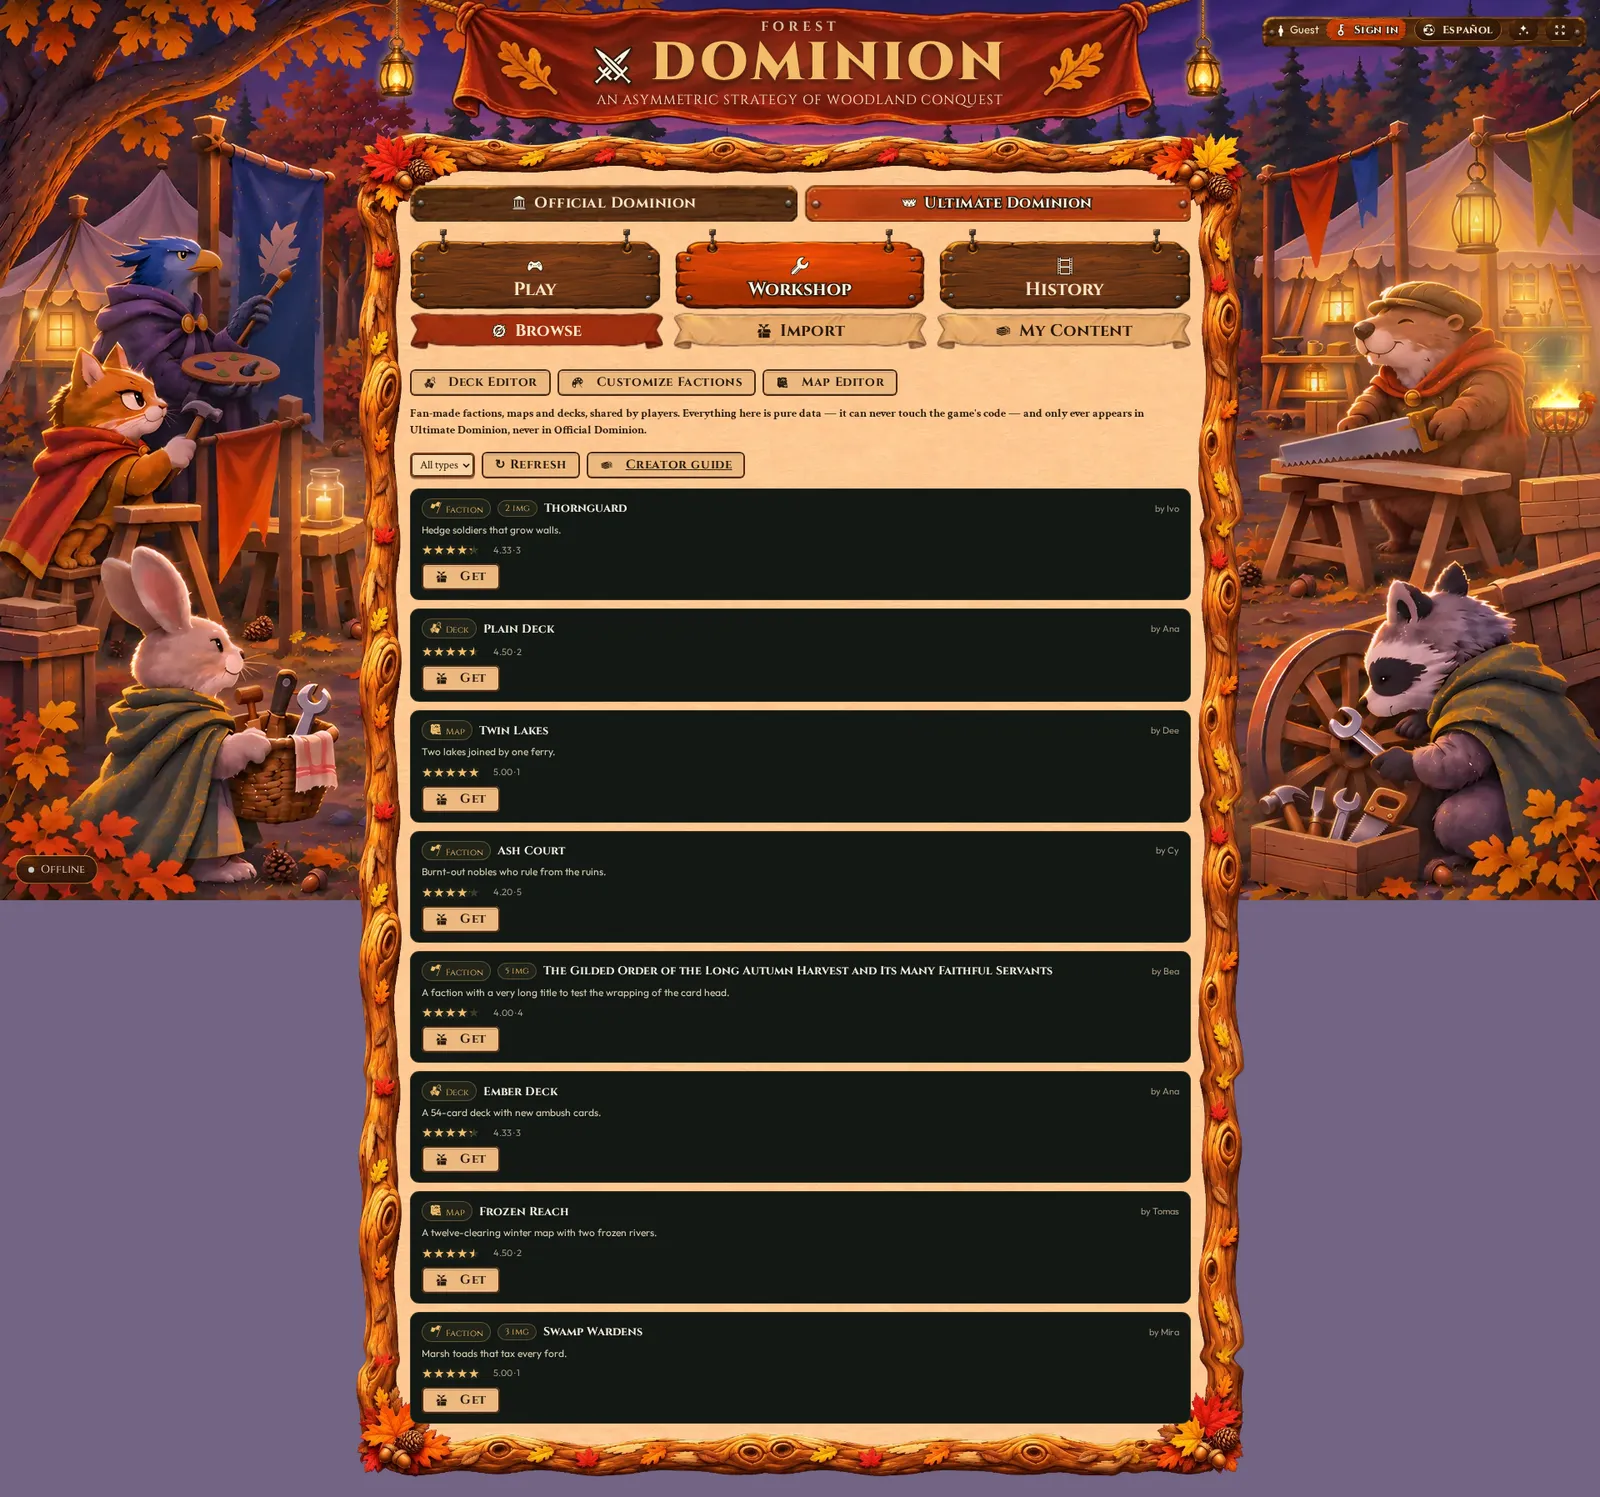 FOREST
DOMINION
AN ASYMMETRIC STRATEGY OF WOODLAND CONQUEST
Guest
SIGN IN
ESPAÑOL
OFFICIAL DOMINION
ULTIMATE DOMINION
PLAY
WORKSHOP
HISTORY
BROWSE
IMPORT
MY CONTENT
DECK EDITOR
CUSTOMIZE FACTIONS
MAP EDITOR
Fan-made factions, maps and decks, shared by players. Everything here is pure data — it can never touch the game's code — and only ever appears in
Ultimate Dominion, never in Official Dominion.
All types
↻ REFRESH
CREATOR GUIDE
FACTION 2 IMG THORNGUARD by Ivo
Hedge soldiers that grow walls.
★★★★★ 4.33·3
GET
DECK PLAIN DECK by Ana
★★★★★ 4.50·2
GET
MAP TWIN LAKES by Dee
Two lakes joined by one ferry.
★★★★★ 5.00·1
GET
FACTION ASH COURT by Cy
Burnt-out nobles who rule from the ruins.
★★★★★ 4.20·5
GET
FACTION 5 IMG THE GILDED ORDER OF THE LONG AUTUMN HARVEST AND ITS MANY FAITHFUL SERVANTS by Bea
A faction with a very long title to test the wrapping of the card head.
★★★★★ 4.00·4
GET
DECK EMBER DECK by Ana
A 54-card deck with new ambush cards.
★★★★★ 4.33·3
GET
MAP FROZEN REACH by Tomas
A twelve-clearing winter map with two frozen rivers.
★★★★★ 4.50·2
GET
FACTION 3 IMG SWAMP WARDENS by Mira
Marsh toads that tax every ford.
★★★★★ 5.00·1
GET
OFFLINE